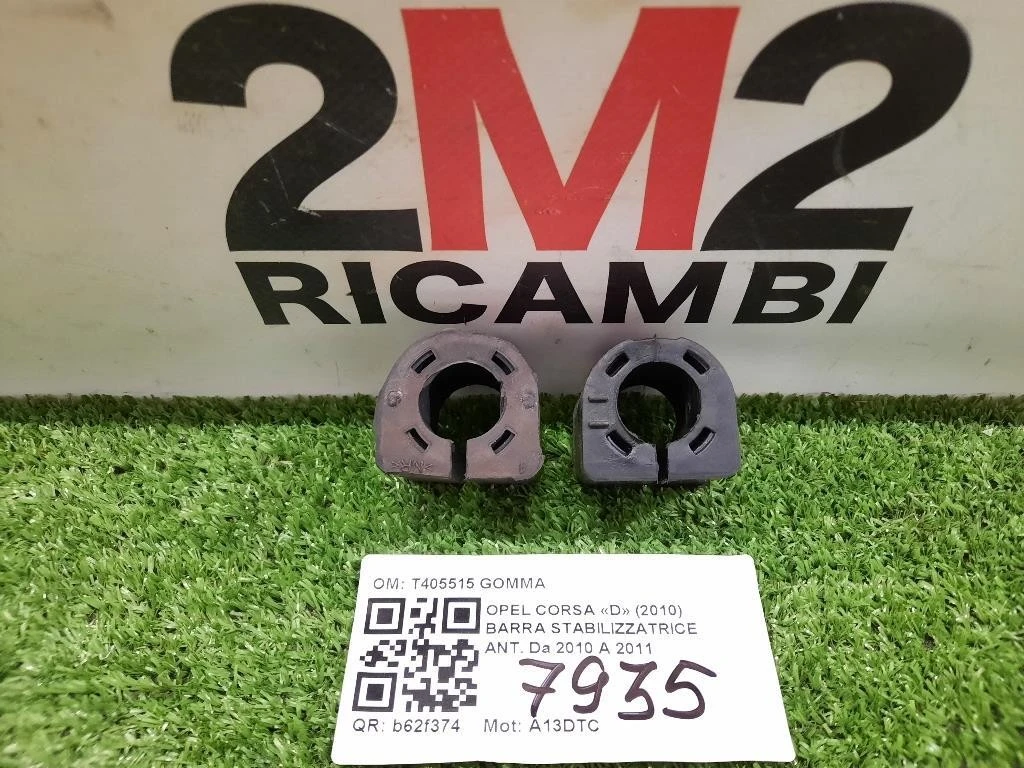 2M2
RICAMBI
OM: T405515 GOMMA
OPEL CORSA «D» (2010)
BARRA STABILIZZATRICE
ANT. Da 2010 A 2011
7935
QR: b62f374 Mot: A13DTC